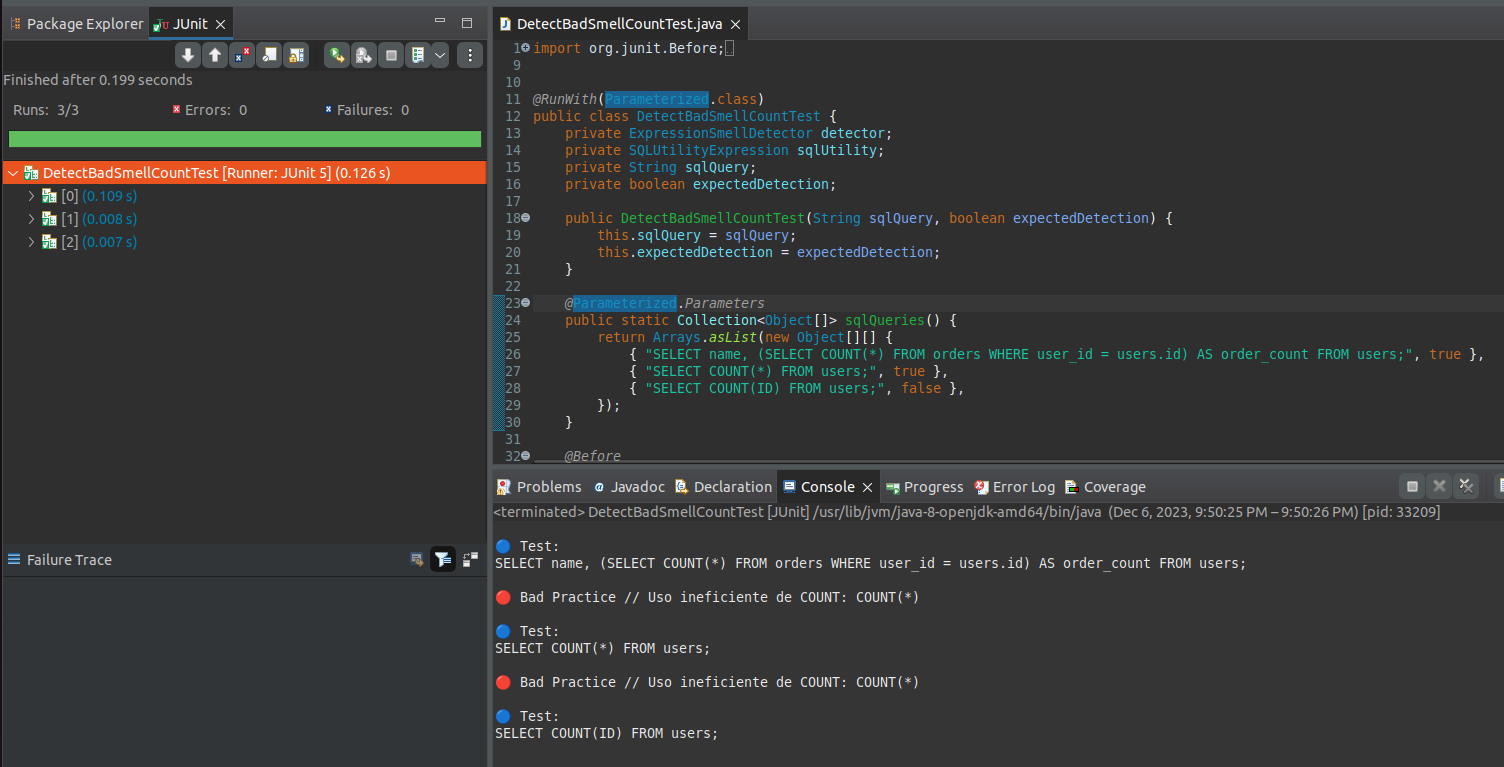 Package Explorer
JUnit
Finished after 0.199 seconds
Runs: 3/3
Errors: 0
Failures: 0
DetectBadSmellCountTest [Runner: JUnit 5] (0.126 s)
[0] (0.109 s)
[1] (0.008 s)
[2] (0.007 s)
Failure Trace
DetectBadSmellCountTest.java
1 import org.junit.Before;
9
10
11 @RunWith(Parameterized.class)
12 public class DetectBadSmellCountTest {
13     private ExpressionSmellDetector detector;
14     private SQLUtilityExpression sqlUtility;
15     private String sqlQuery;
16     private boolean expectedDetection;
17
18     public DetectBadSmellCountTest(String sqlQuery, boolean expectedDetection) {
19         this.sqlQuery = sqlQuery;
20         this.expectedDetection = expectedDetection;
21     }
22
23     @Parameterized.Parameters
24     public static Collection<Object[]> sqlQueries() {
25         return Arrays.asList(new Object[][] {
26             { "SELECT name, (SELECT COUNT(*) FROM orders WHERE user_id = users.id) AS order_count FROM users;", true },
27             { "SELECT COUNT(*) FROM users;", true },
28             { "SELECT COUNT(ID) FROM users;", false },
29         });
30     }
31
32     @Before
Problems
Javadoc
Declaration
Console
Progress
Error Log
Coverage
<terminated> DetectBadSmellCountTest [JUnit] /usr/lib/jvm/java-8-openjdk-amd64/bin/java (Dec 6, 2023, 9:50:25 PM – 9:50:26 PM) [pid: 33209]
Test:
SELECT name, (SELECT COUNT(*) FROM orders WHERE user_id = users.id) AS order_count FROM users;
Bad Practice // Uso ineficiente de COUNT: COUNT(*)
Test:
SELECT COUNT(*) FROM users;
Bad Practice // Uso ineficiente de COUNT: COUNT(*)
Test:
SELECT COUNT(ID) FROM users;